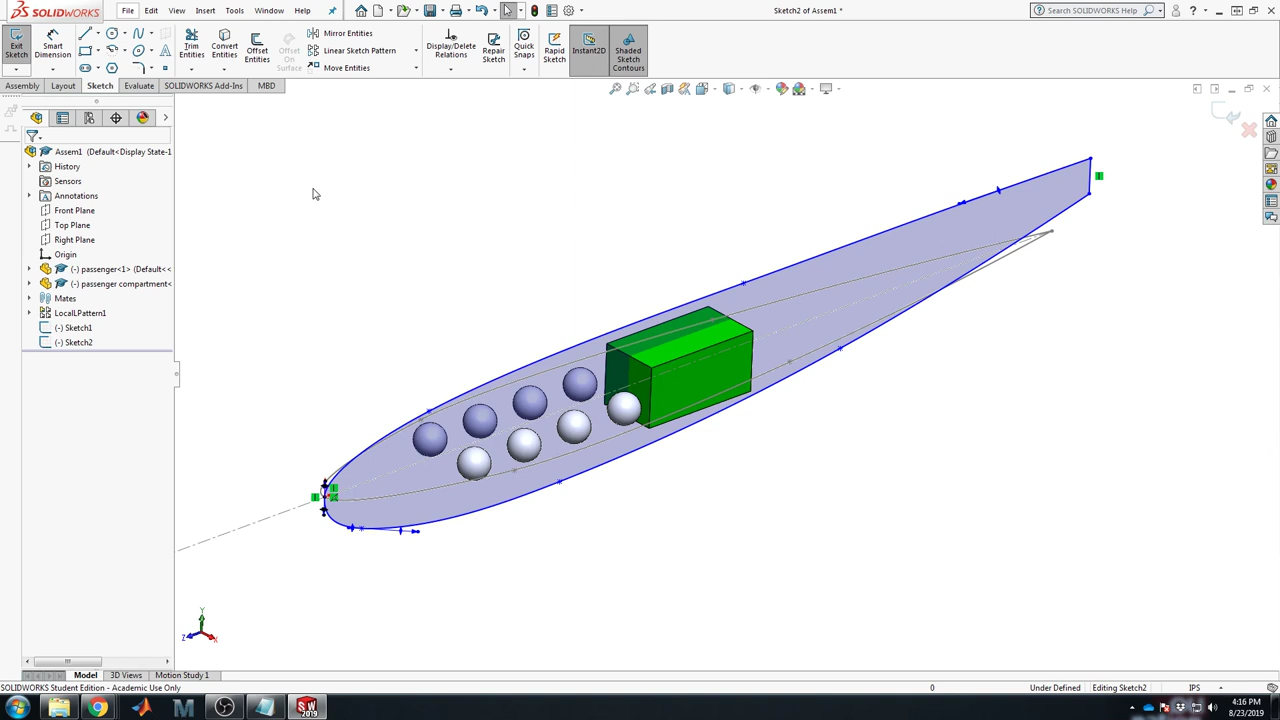 SOLIDWORKS
File Edit View Insert Tools Window Help
Sketch2 of Assem1 *
Search SOLIDWORKS Help
Exit Sketch
Smart Dimension
Trim Entities
Convert Entities
Offset Entities
Offset On Surface
Mirror Entities
Linear Sketch Pattern
Move Entities
Display/Delete Relations
Repair Sketch
Quick Snaps
Rapid Sketch
Instant2D
Shaded Sketch Contours
Assembly Layout Sketch Evaluate SOLIDWORKS Add-Ins MBD
Assem1 (Default<Display State-1
History
Sensors
Annotations
Front Plane
Top Plane
Right Plane
Origin
(-) passenger<1> (Default<<
(-) passenger compartment<
Mates
LocalLPattern1
(-) Sketch1
(-) Sketch2
Y
Z
X
Model 3D Views Motion Study 1
SOLIDWORKS Student Edition - Academic Use Only
0
Under Defined
Editing Sketch2
IPS
SW
2019
4:16 PM
8/23/2019